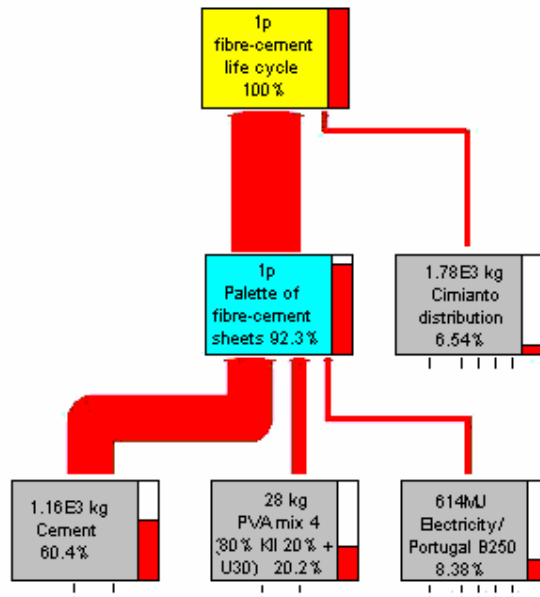 1p
fibre-cement
life cycle
100%
1p
Palette of
fibre-cement
sheets 92.3%
1.78E3 kg
Cimianto
distribution
6.54%
1.16E3 kg
Cement
60.4%
28 kg
PVA mix 4
(80% KII 20% +
U30) 20.2%
614MJ
Electricity/
Portugal B250
8.38%